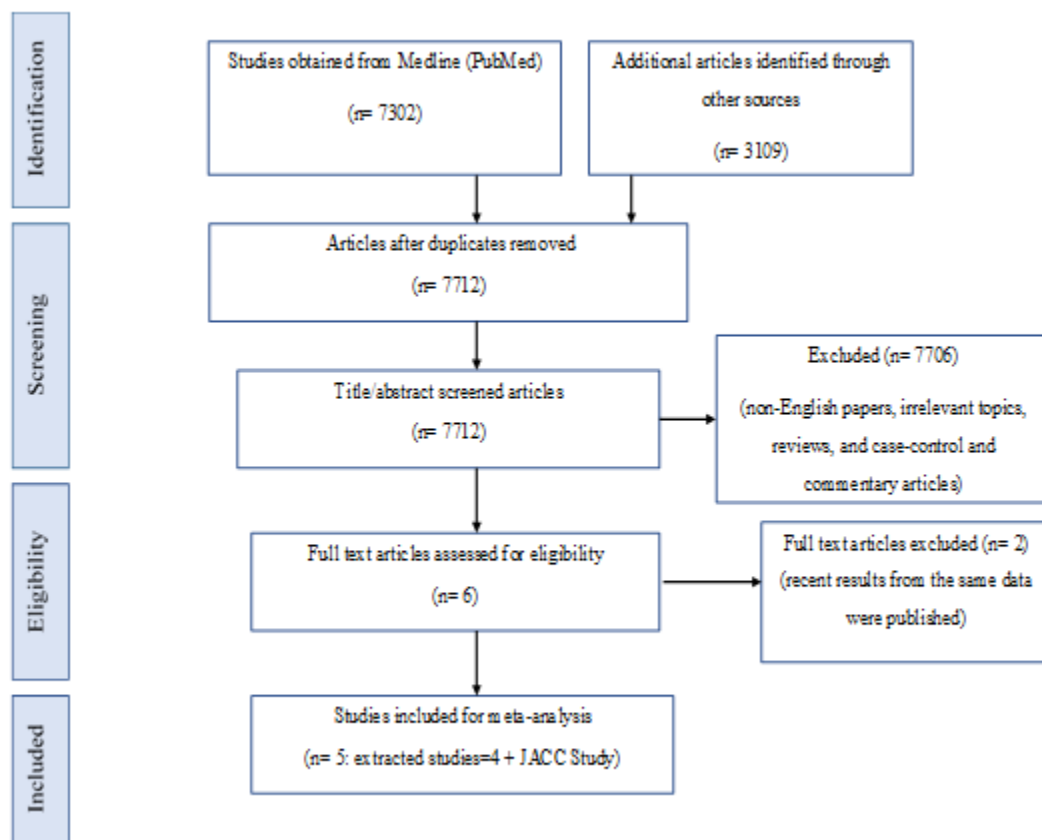 Identification
Studies obtained from Medline (PubMed)
(n= 7302)
Additional articles identified through
other sources
(n= 3109)
Screening
Articles after duplicates removed
(n= 7712)
Title/abstract screened articles
(n= 7712)
Excluded (n= 7706)
(non-English papers, irrelevant topics,
reviews, and case-control and
commentary articles)
Eligibility
Full text articles assessed for eligibility
(n= 6)
Full text articles excluded (n= 2)
(recent results from the same data
were published)
Included
Studies included for meta-analysis
(n= 5: extracted studies=4 + JACC Study)